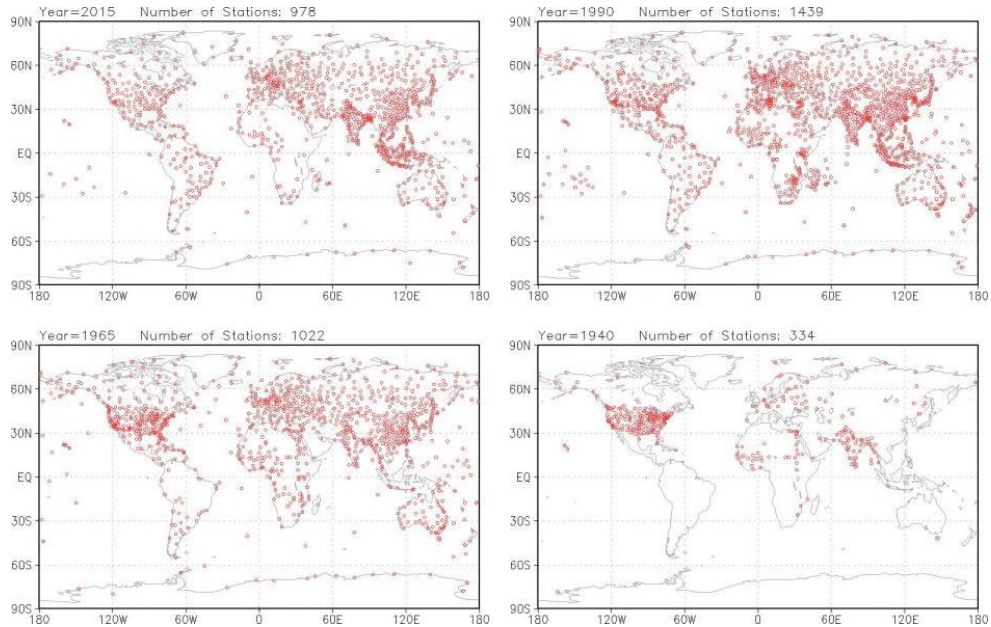 Year=2015 Number of Stations: 978
90N
60N
30N
EQ
30S
60S
90S
180 120W 60W 0 60E 120E 180
Year=1990 Number of Stations: 1439
90N
60N
30N
EQ
30S
60S
90S
180 120W 60W 0 60E 120E 180
Year=1965 Number of Stations: 1022
90N
60N
30N
EQ
30S
60S
90S
180 120W 60W 0 60E 120E 180
Year=1940 Number of Stations: 334
90N
60N
30N
EQ
30S
60S
90S
180 120W 60W 0 60E 120E 180